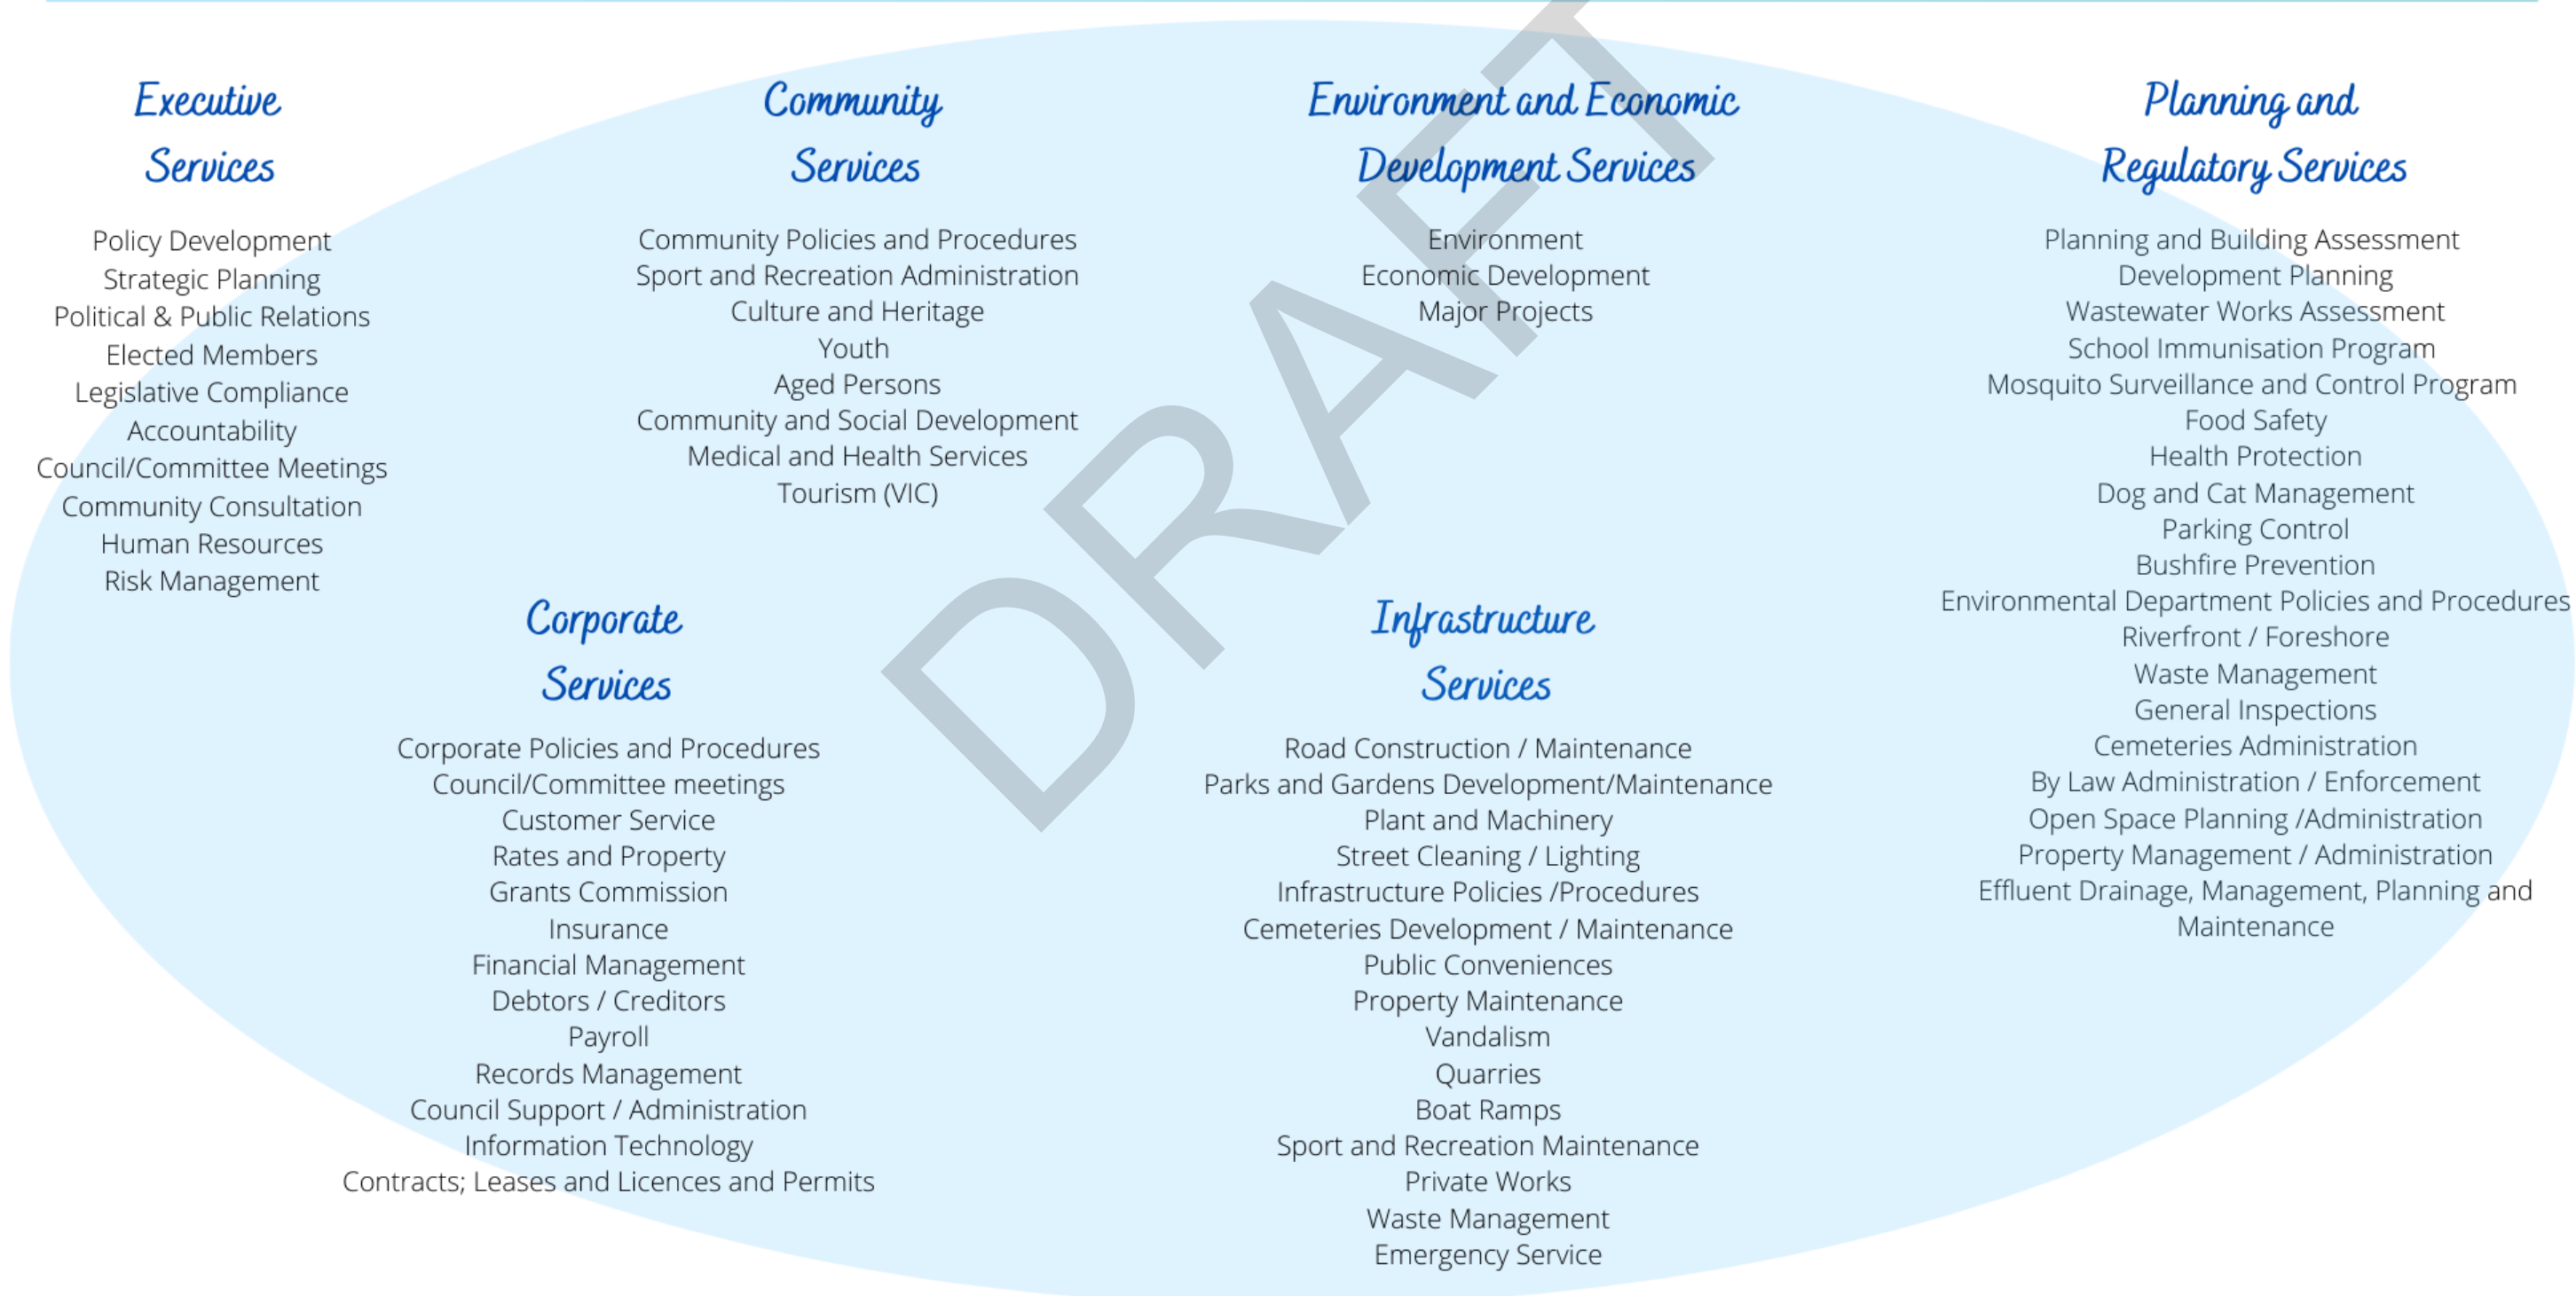 Executive
Services
Policy Development
Strategic Planning
Political & Public Relations
Elected Members
Legislative Compliance
Accountability
Council/Committee Meetings
Community Consultation
Human Resources
Risk Management
Community
Services
Community Policies and Procedures
Sport and Recreation Administration
Culture and Heritage
Youth
Aged Persons
Community and Social Development
Medical and Health Services
Tourism (VIC)
Environment and Economic
Development Services
Environment
Economic Development
Major Projects
Planning and
Regulatory Services
Planning and Building Assessment
Development Planning
Wastewater Works Assessment
School Immunisation Program
Mosquito Surveillance and Control Program
Food Safety
Health Protection
Dog and Cat Management
Parking Control
Bushfire Prevention
Environmental Department Policies and Procedures
Riverfront / Foreshore
Waste Management
General Inspections
Cemeteries Administration
By Law Administration / Enforcement
Open Space Planning /Administration
Property Management / Administration
Effluent Drainage, Management, Planning and
Maintenance
Corporate
Services
Corporate Policies and Procedures
Council/Committee meetings
Customer Service
Rates and Property
Grants Commission
Insurance
Financial Management
Debtors / Creditors
Payroll
Records Management
Council Support / Administration
Information Technology
Contracts; Leases and Licences and Permits
Infrastructure
Services
Road Construction / Maintenance
Parks and Gardens Development/Maintenance
Plant and Machinery
Street Cleaning / Lighting
Infrastructure Policies /Procedures
Cemeteries Development / Maintenance
Public Conveniences
Property Maintenance
Vandalism
Quarries
Boat Ramps
Sport and Recreation Maintenance
Private Works
Waste Management
Emergency Service
DRAFT